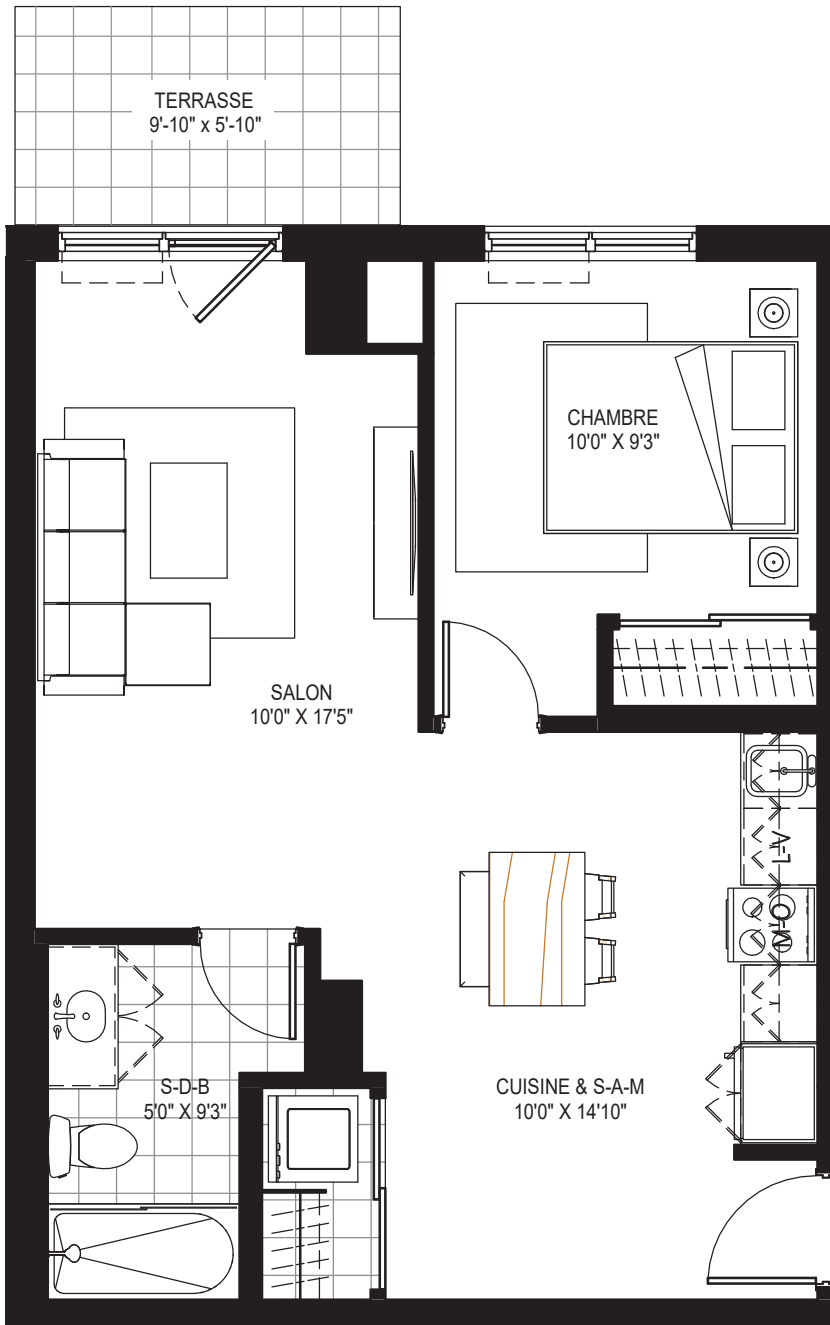 TERRASSE
9'-10" x 5'-10"
CHAMBRE
10'0" X 9'3"
SALON
10'0" X 17'5"
L-V
M-O
S-D-B
5'0" X 9'3"
CUISINE & S-A-M
10'0" X 14'10"